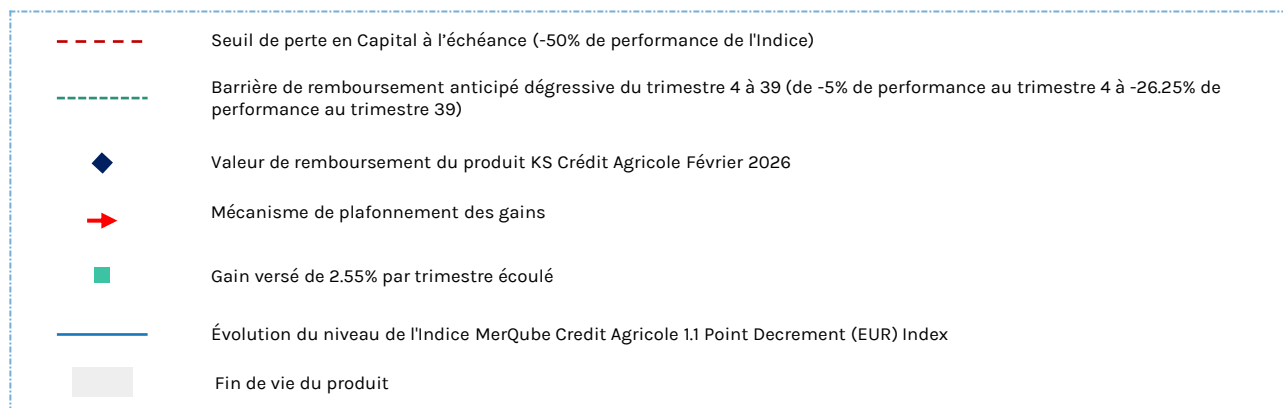 Seuil de perte en Capital à l’échéance (-50% de performance de l'Indice)
Barrière de remboursement anticipé dégressive du trimestre 4 à 39 (de -5% de performance au trimestre 4 à -26.25% de
performance au trimestre 39)
Valeur de remboursement du produit KS Crédit Agricole Février 2026
Mécanisme de plafonnement des gains
Gain versé de 2.55% par trimestre écoulé
Évolution du niveau de l'Indice MerQube Credit Agricole 1.1 Point Decrement (EUR) Index
Fin de vie du produit